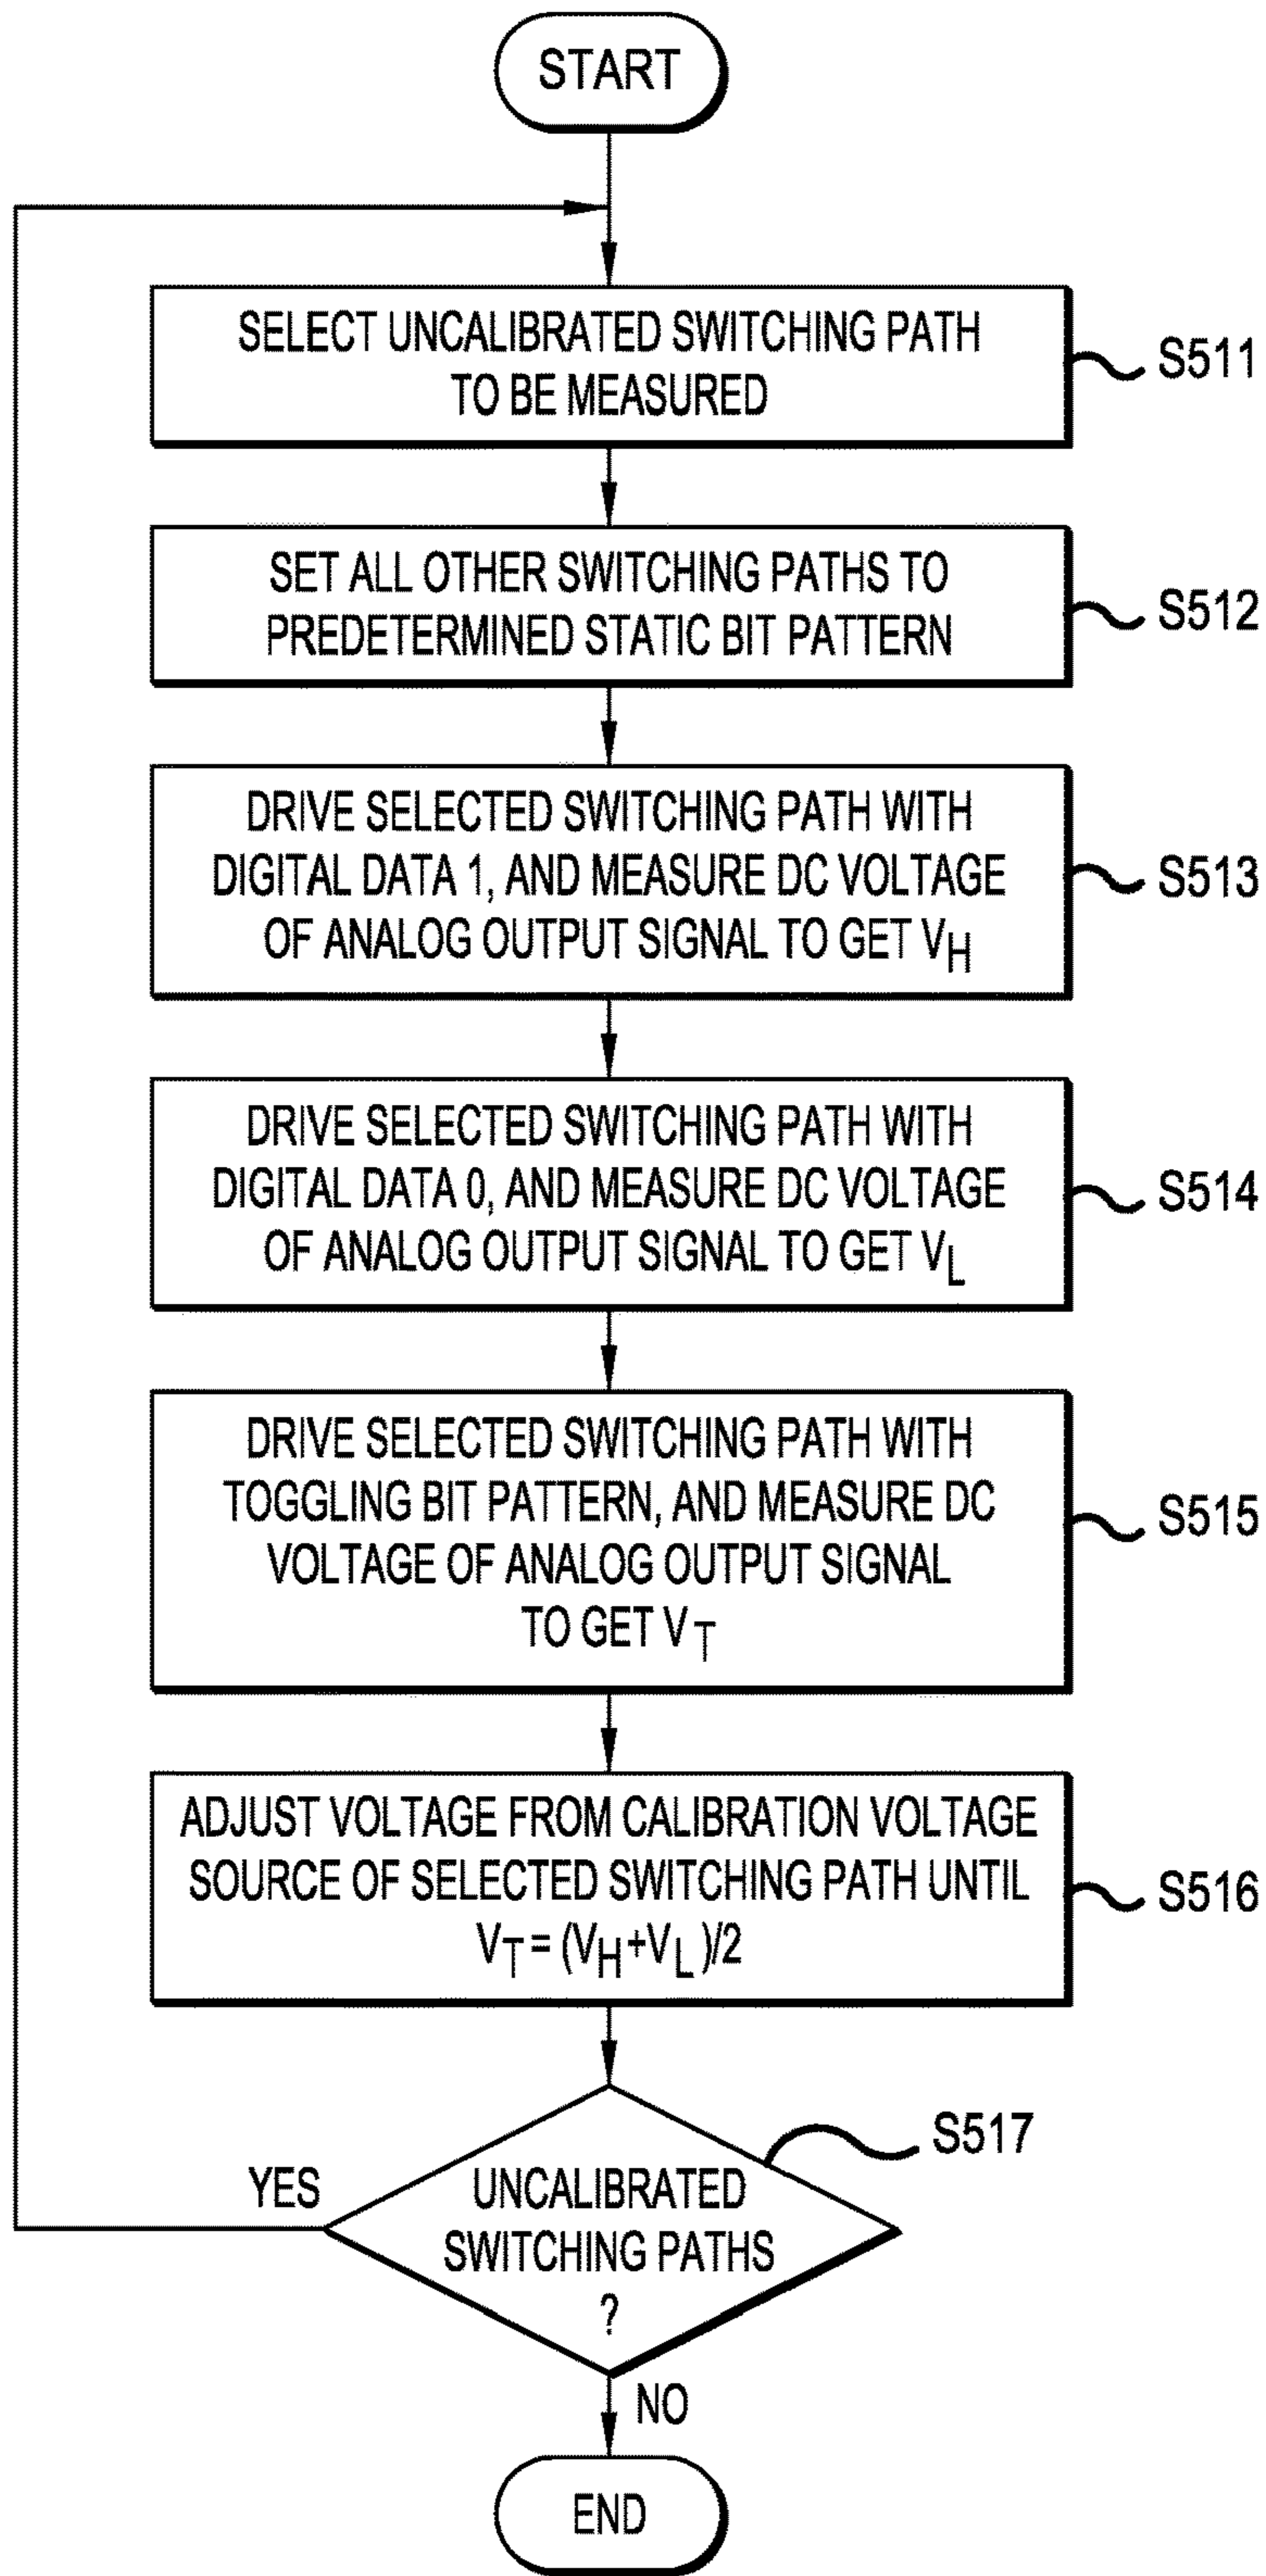 START
SELECT UNCALIBRATED SWITCHING PATH
TO BE MEASURED
S511
SET ALL OTHER SWITCHING PATHS TO
PREDETERMINED STATIC BIT PATTERN
S512
DRIVE SELECTED SWITCHING PATH WITH
DIGITAL DATA 1, AND MEASURE DC VOLTAGE
OF ANALOG OUTPUT SIGNAL TO GET VH
S513
DRIVE SELECTED SWITCHING PATH WITH
DIGITAL DATA 0, AND MEASURE DC VOLTAGE
OF ANALOG OUTPUT SIGNAL TO GET VL
S514
DRIVE SELECTED SWITCHING PATH WITH
TOGGLING BIT PATTERN, AND MEASURE DC
VOLTAGE OF ANALOG OUTPUT SIGNAL
TO GET VT
S515
ADJUST VOLTAGE FROM CALIBRATION VOLTAGE
SOURCE OF SELECTED SWITCHING PATH UNTIL
VT = (VH+VL)/2
S516
S517
YES
UNCALIBRATED
SWITCHING PATHS
?
NO
END